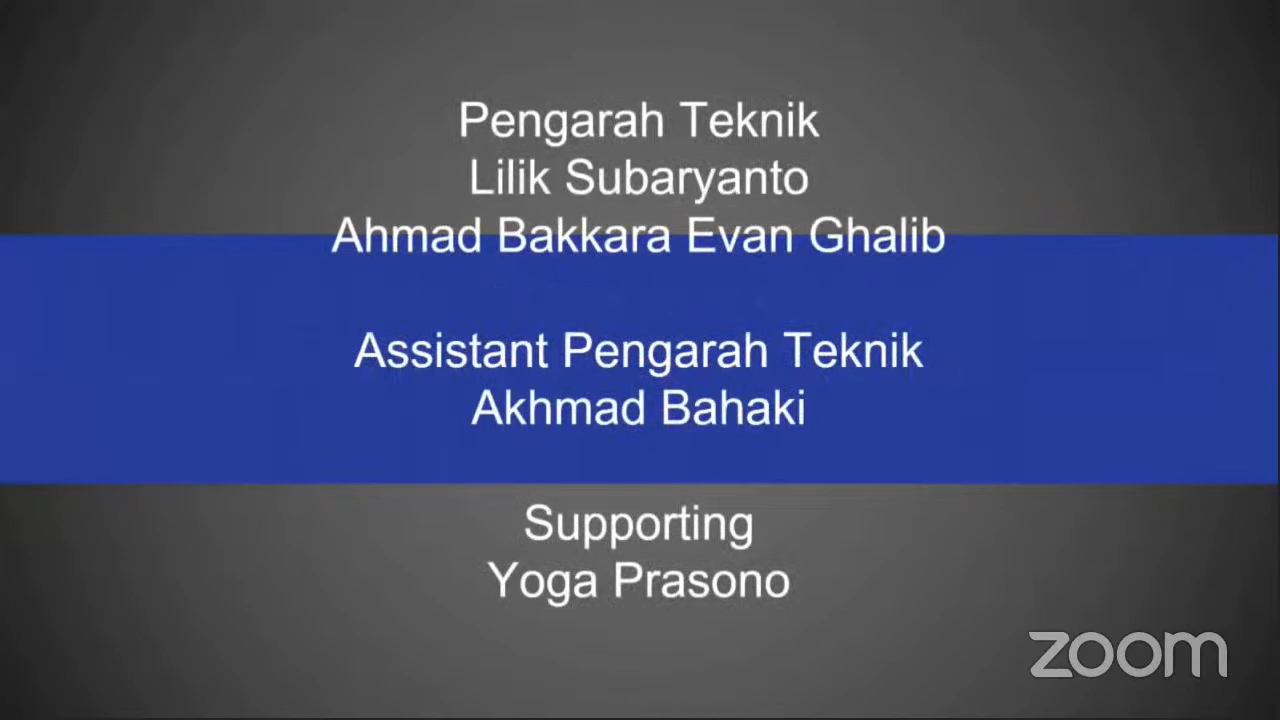 Pengarah Teknik
Lilik Subaryanto
Ahmad Bakkara Evan Ghalib
Assistant Pengarah Teknik
Akhmad Bahaki
Supporting
Yoga Prasono
zoom